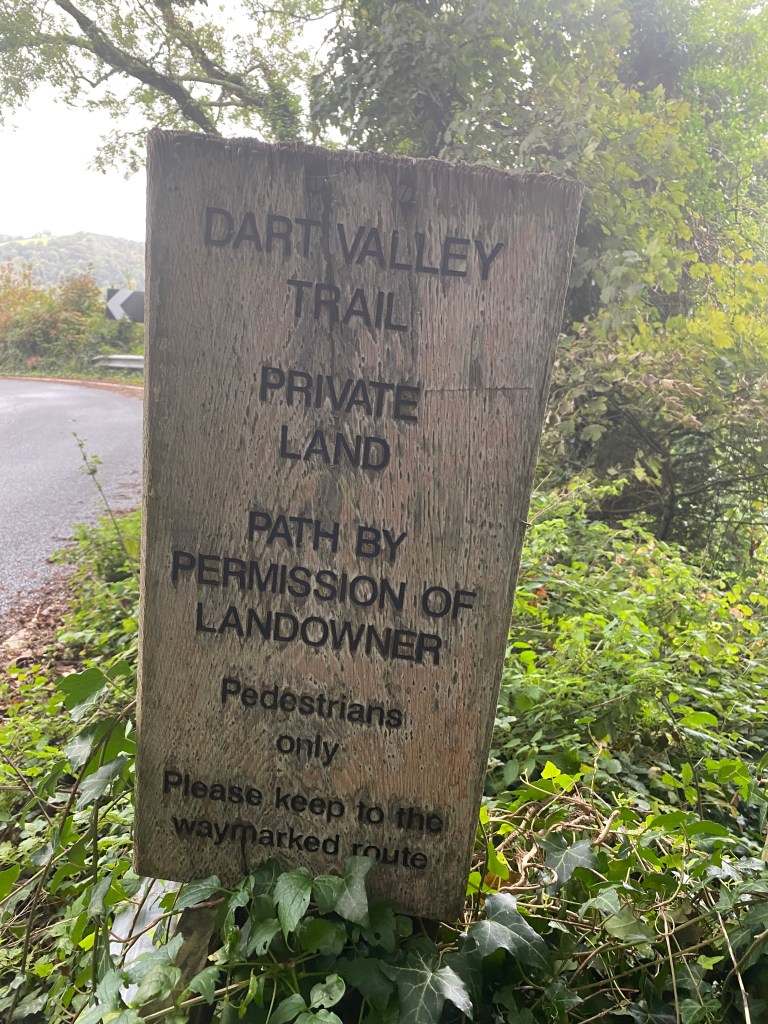 DART VALLEY
TRAIL
PRIVATE
LAND
PATH BY
PERMISSION OF
LANDOWNER
Pedestrians
only
Please keep to the
waymarked route